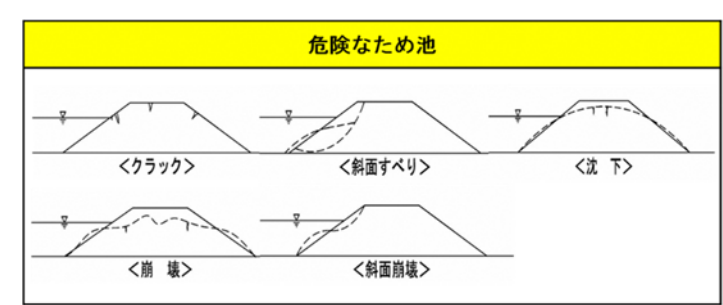 危険なため池
<クラック>
<斜面すべり>
<沈 下>
<崩 壊>
<斜面崩壊>